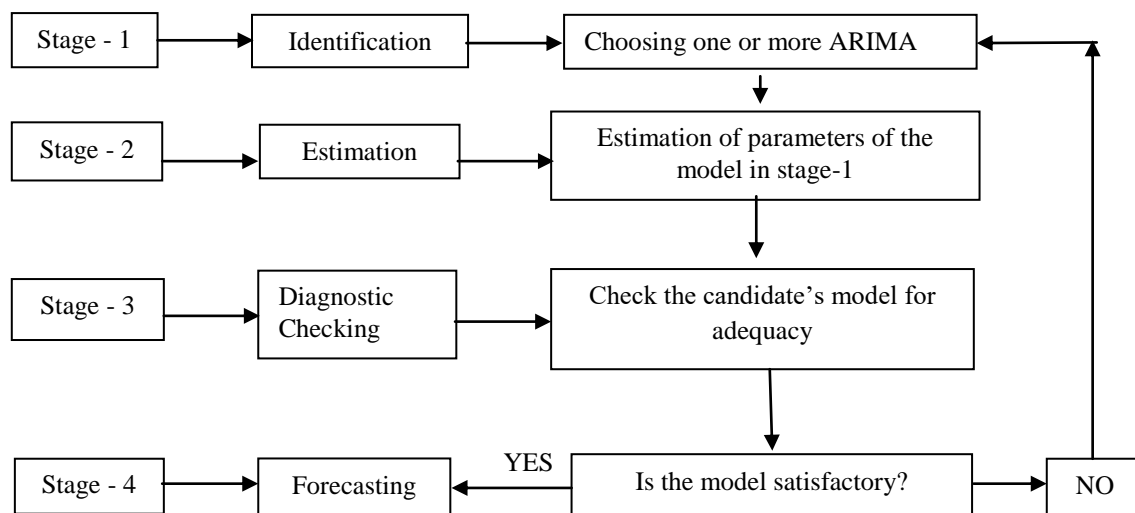 Stage - 1
Identification
Choosing one or more ARIMA
Stage - 2
Estimation
Estimation of parameters of the
model in stage-1
Stage - 3
Diagnostic
Checking
Check the candidate’s model for
adequacy
Stage - 4
Forecasting
YES
Is the model satisfactory?
NO